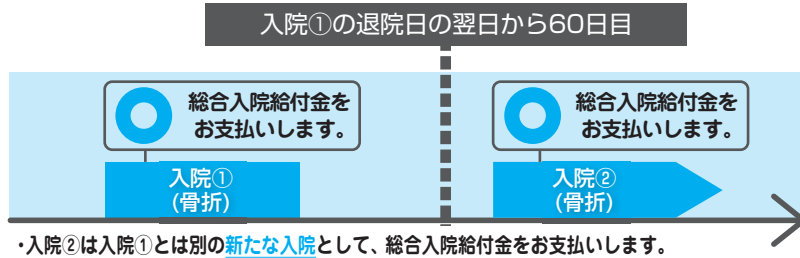 入院①の退院日の翌日から60日目
総合入院給付金を
お支払いします。
総合入院給付金を
お支払いします。
入院①
(骨折)
入院②
(骨折)
・入院②は入院①とは別の新たな入院として、総合入院給付金をお支払いします。